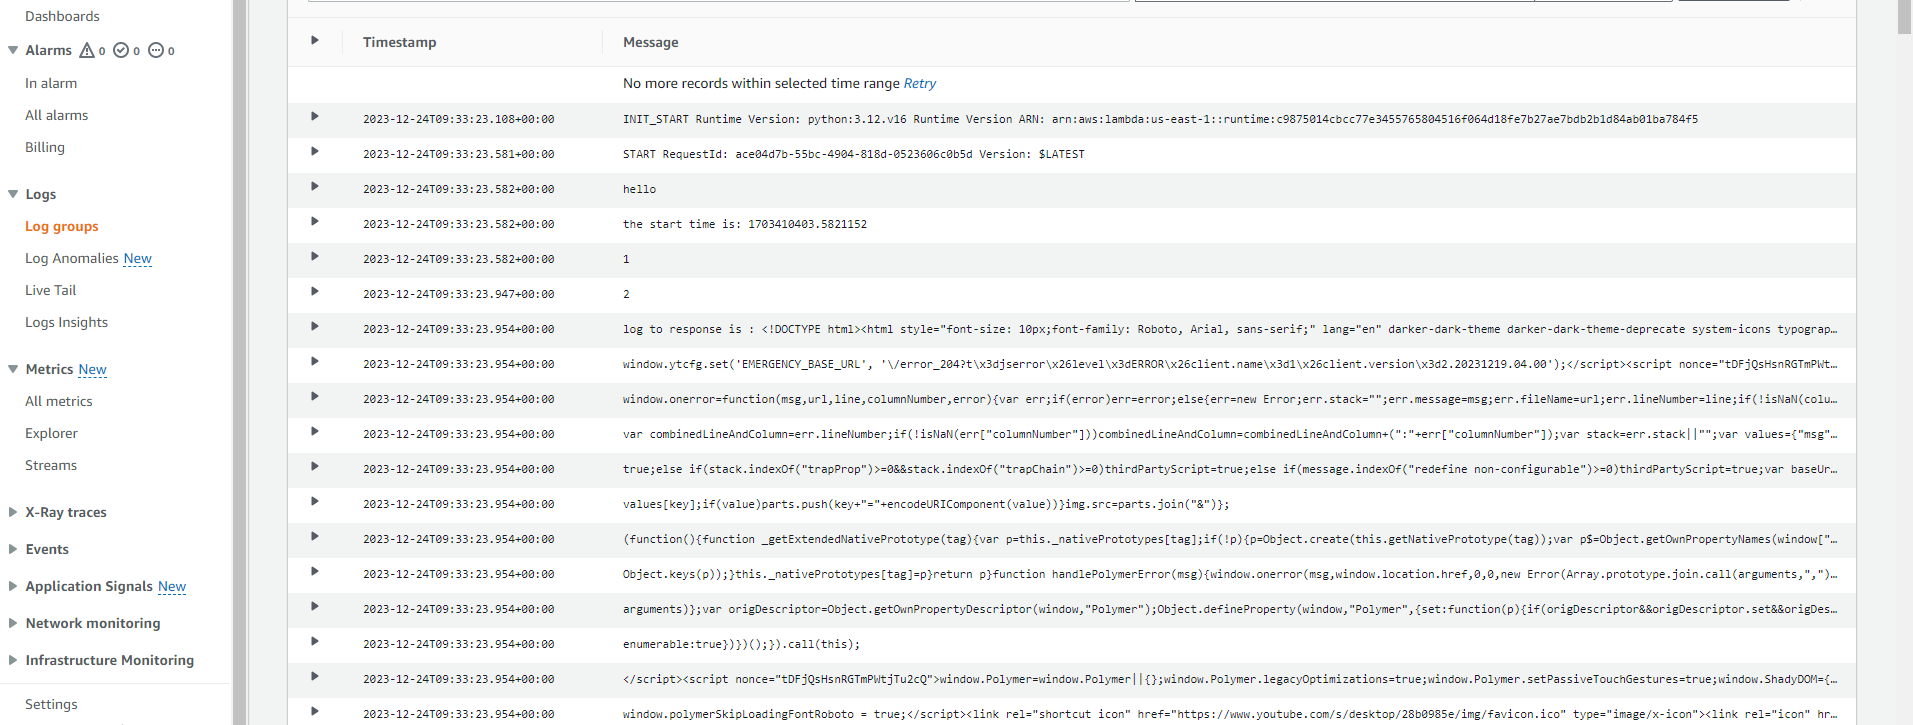 Dashboards
Alarms 0 0 0
In alarm
All alarms
Billing
Logs
Log groups
Log Anomalies New
Live Tail
Logs Insights
Metrics New
All metrics
Explorer
Streams
X-Ray traces
Events
Application Signals New
Network monitoring
Infrastructure Monitoring
Settings
Timestamp Message
No more records within selected time range Retry
2023-12-24T09:33:23.108+00:00 INIT_START Runtime Version: python:3.12.v16 Runtime Version ARN: arn:aws:lambda:us-east-1::runtime:c9875014cbcc77e3455765804516f064d18fe7b27ae7bdb2b1d84ab01ba784f5
2023-12-24T09:33:23.581+00:00 START RequestId: ace04d7b-55bc-4904-818d-0523606c0b5d Version: $LATEST
2023-12-24T09:33:23.582+00:00 hello
2023-12-24T09:33:23.582+00:00 the start time is: 1703410403.5821152
2023-12-24T09:33:23.582+00:00 1
2023-12-24T09:33:23.947+00:00 2
2023-12-24T09:33:23.954+00:00 log to response is : <!DOCTYPE html><html style="font-size: 10px;font-family: Roboto, Arial, sans-serif;" lang="en" darker-dark-theme darker-dark-theme-deprecate system-icons typograp…
2023-12-24T09:33:23.954+00:00 window.ytcfg.set('EMERGENCY_BASE_URL', '\/error_204?t\x3djserror\x26level\x3dERROR\x26client.name\x3d1\x26client.version\x3d2.20231219.04.00');</script><script nonce="tDFjQsHsnRGTmPWt…
2023-12-24T09:33:23.954+00:00 window.onerror=function(msg,url,line,columnNumber,error){var err;if(error)err=error;else{err=new Error;err.stack="";err.message=msg;err.fileName=url;err.lineNumber=line;if(!isNaN(colu…
2023-12-24T09:33:23.954+00:00 var combinedLineAndColumn=err.lineNumber;if(!isNaN(err["columnNumber"]))combinedLineAndColumn=combinedLineAndColumn+(":"+err["columnNumber"]);var stack=err.stack||"";var values={"msg"…
2023-12-24T09:33:23.954+00:00 true;else if(stack.indexOf("trapProp")>=0&&stack.indexOf("trapChain")>=0)thirdPartyScript=true;else if(message.indexOf("redefine non-configurable")>=0)thirdPartyScript=true;var baseUr…
2023-12-24T09:33:23.954+00:00 values[key];if(value)parts.push(key+"="+encodeURIComponent(value))}img.src=parts.join("&")};
2023-12-24T09:33:23.954+00:00 (function(){function _getExtendedNativePrototype(tag){var p=this._nativePrototypes[tag];if(!p){p=Object.create(this.getNativePrototype(tag));var p$=Object.getOwnPropertyNames(window["…
2023-12-24T09:33:23.954+00:00 Object.keys(p));}this._nativePrototypes[tag]=p}return p}function handlePolymerError(msg){window.onerror(msg,window.location.href,0,0,new Error(Array.prototype.join.call(arguments,",")…
2023-12-24T09:33:23.954+00:00 arguments)};var origDescriptor=Object.getOwnPropertyDescriptor(window,"Polymer");Object.defineProperty(window,"Polymer",{set:function(p){if(origDescriptor&&origDescriptor.set&&origDes…
2023-12-24T09:33:23.954+00:00 enumerable:true})})();}).call(this);
2023-12-24T09:33:23.954+00:00 </script><script nonce="tDFjQsHsnRGTmPWtjTu2cQ">window.Polymer=window.Polymer||{};window.Polymer.legacyOptimizations=true;window.Polymer.setPassiveTouchGestures=true;window.ShadyDOM={…
2023-12-24T09:33:23.954+00:00 window.polymerSkipLoadingFontRoboto = true;</script><link rel="shortcut icon" href="https://www.youtube.com/s/desktop/28b0985e/img/favicon.ico" type="image/x-icon"><link rel="icon" hr…